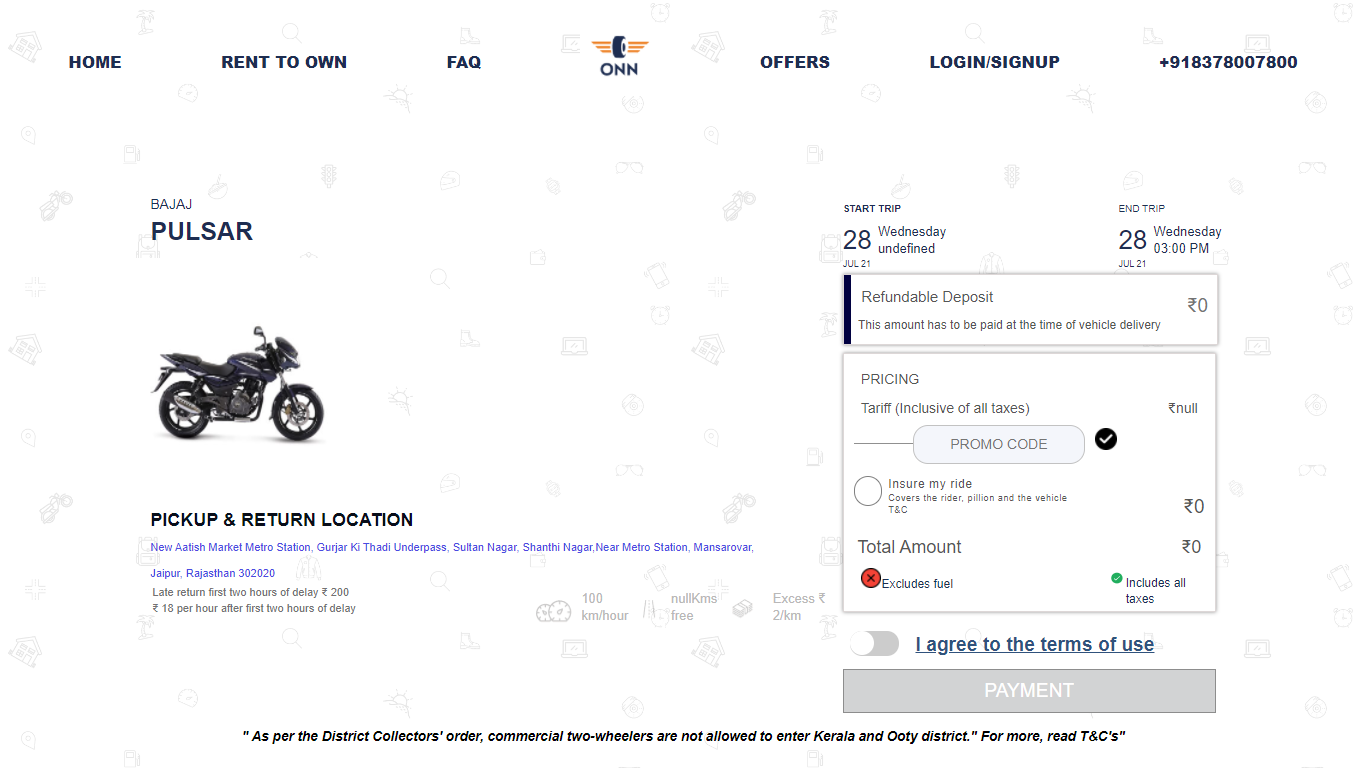 HOME
RENT TO OWN
FAQ
ONN
OFFERS
LOGIN/SIGNUP
+918378007800
BAJAJ
PULSAR
START TRIP
28
Wednesday
undefined
JUL 21
END TRIP
28
Wednesday
03:00 PM
JUL 21
Refundable Deposit
₹0
This amount has to be paid at the time of vehicle delivery
PRICING
Tariff (Inclusive of all taxes)
₹null
PROMO CODE
Insure my ride
Covers the rider, pillion and the vehicle
T&C
₹0
Total Amount
₹0
Excludes fuel
Includes all
taxes
PICKUP & RETURN LOCATION
New Aatish Market Metro Station, Gurjar Ki Thadi Underpass, Sultan Nagar, Shanthi Nagar,Near Metro Station, Mansarovar,
Jaipur, Rajasthan 302020
Late return first two hours of delay ₹ 200
₹ 18 per hour after first two hours of delay
100
km/hour
nullKms
free
Excess ₹
2/km
I agree to the terms of use
PAYMENT
" As per the District Collectors' order, commercial two-wheelers are not allowed to enter Kerala and Ooty district." For more, read T&C's"